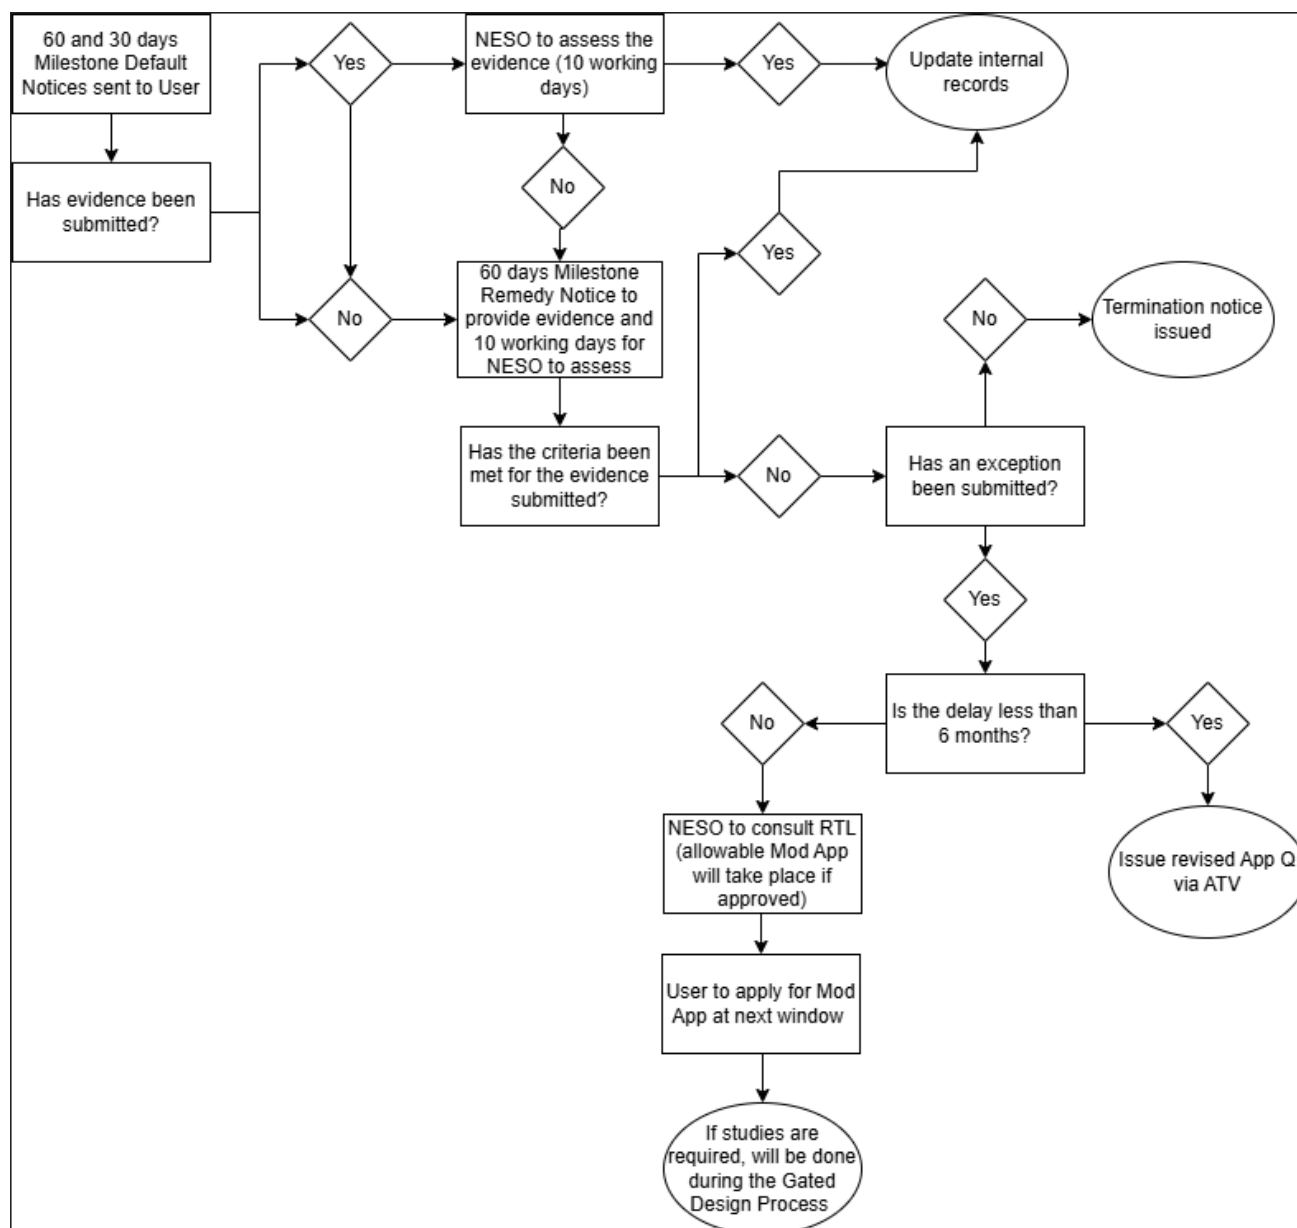 60 and 30 days
Milestone Default
Notices sent to User
Yes
NESO to assess the
evidence (10 working
days)
Yes
Update internal
records
Has evidence been
submitted?
No
Yes
No
60 days Milestone
Remedy Notice to
provide evidence and
10 working days for
NESO to assess
No
Termination notice
issued
Has the criteria been
met for the evidence
submitted?
No
Has an exception
been submitted?
Yes
No
Is the delay less than
6 months?
Yes
NESO to consult RTL
(allowable Mod App
will take place if
approved)
Issue revised App Q
via ATV
User to apply for Mod
App at next window
If studies are
required, will be done
during the Gated
Design Process